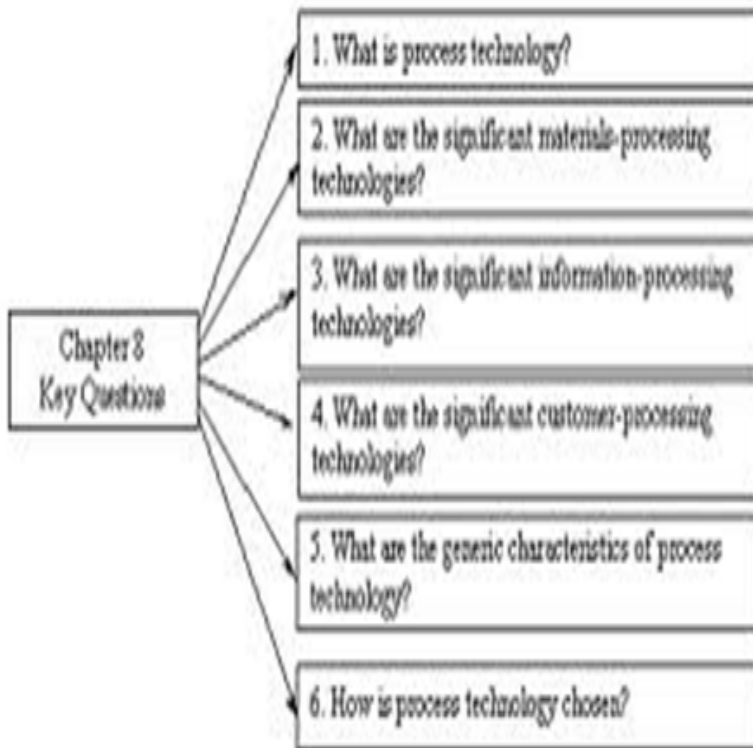 Chapter 8
Key Questions
1. What is process technology?
2. What are the significant materials-processing
technologies?
3. What are the significant information-processing
technologies?
4. What are the significant customer-processing
technologies?
5. What are the generic characteristics of process
technology?
6. How is process technology chosen?